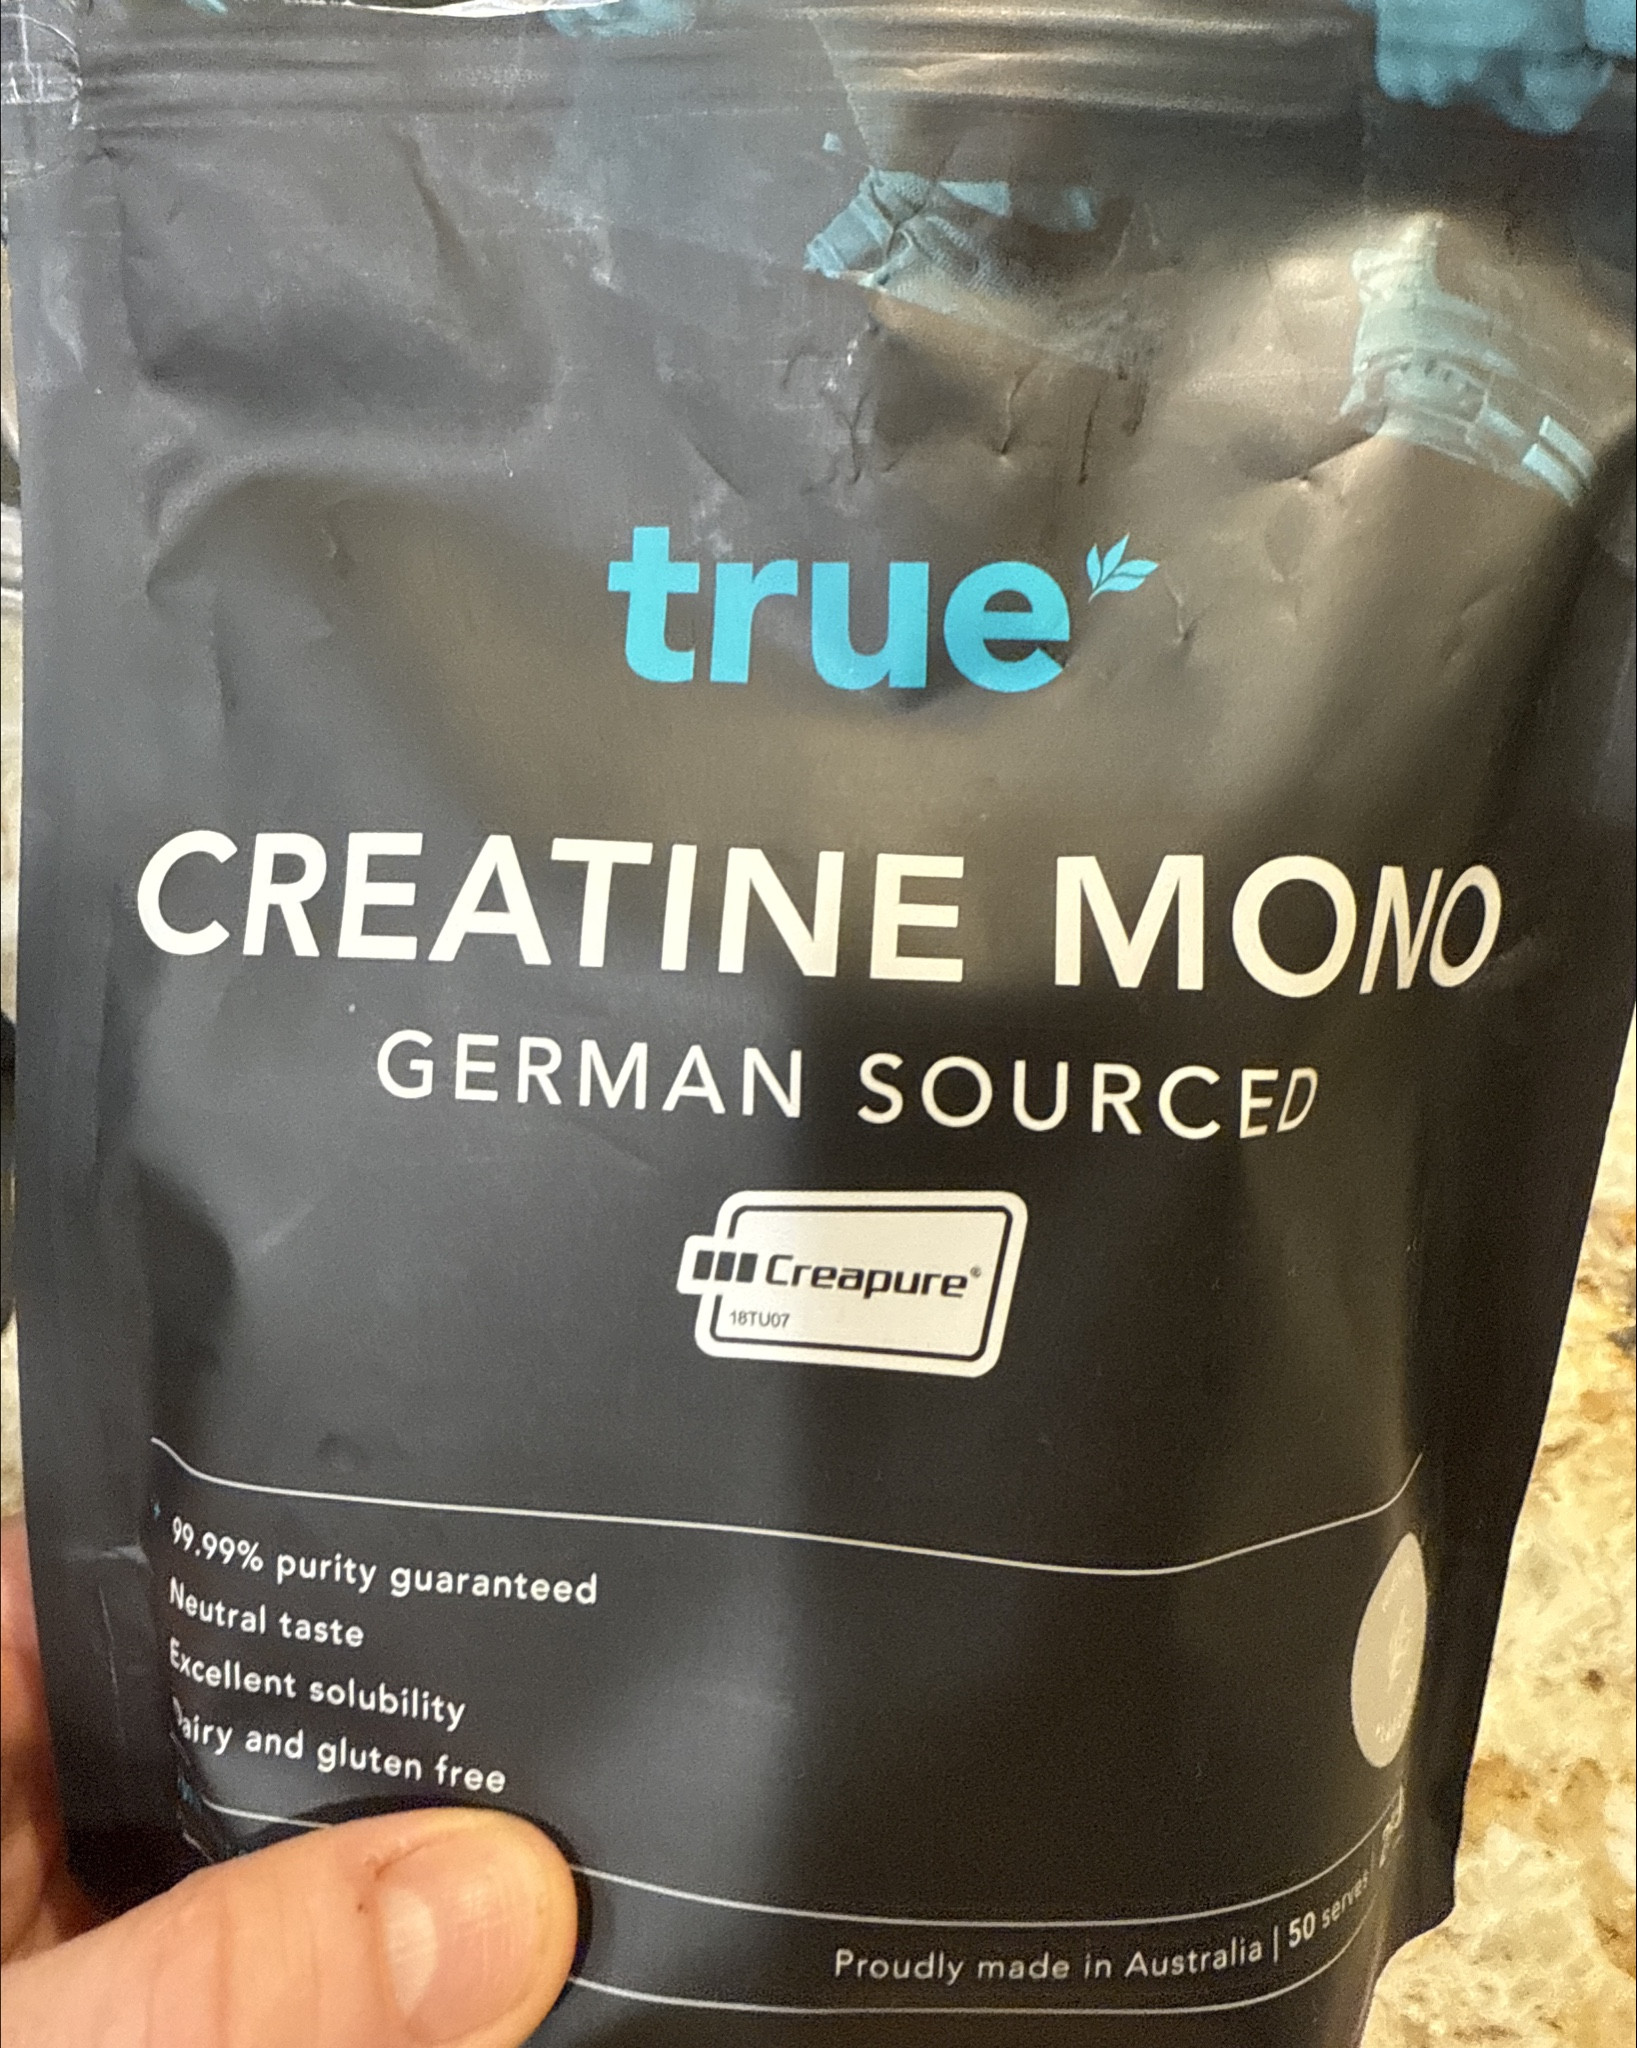 true
CREATINE MONO
GERMAN SOURCED
Creapure®
18TU07
99.99% purity guaranteed
Neutral taste
Excellent solubility
Dairy and gluten free
Proudly made in Australia | 50 serves |